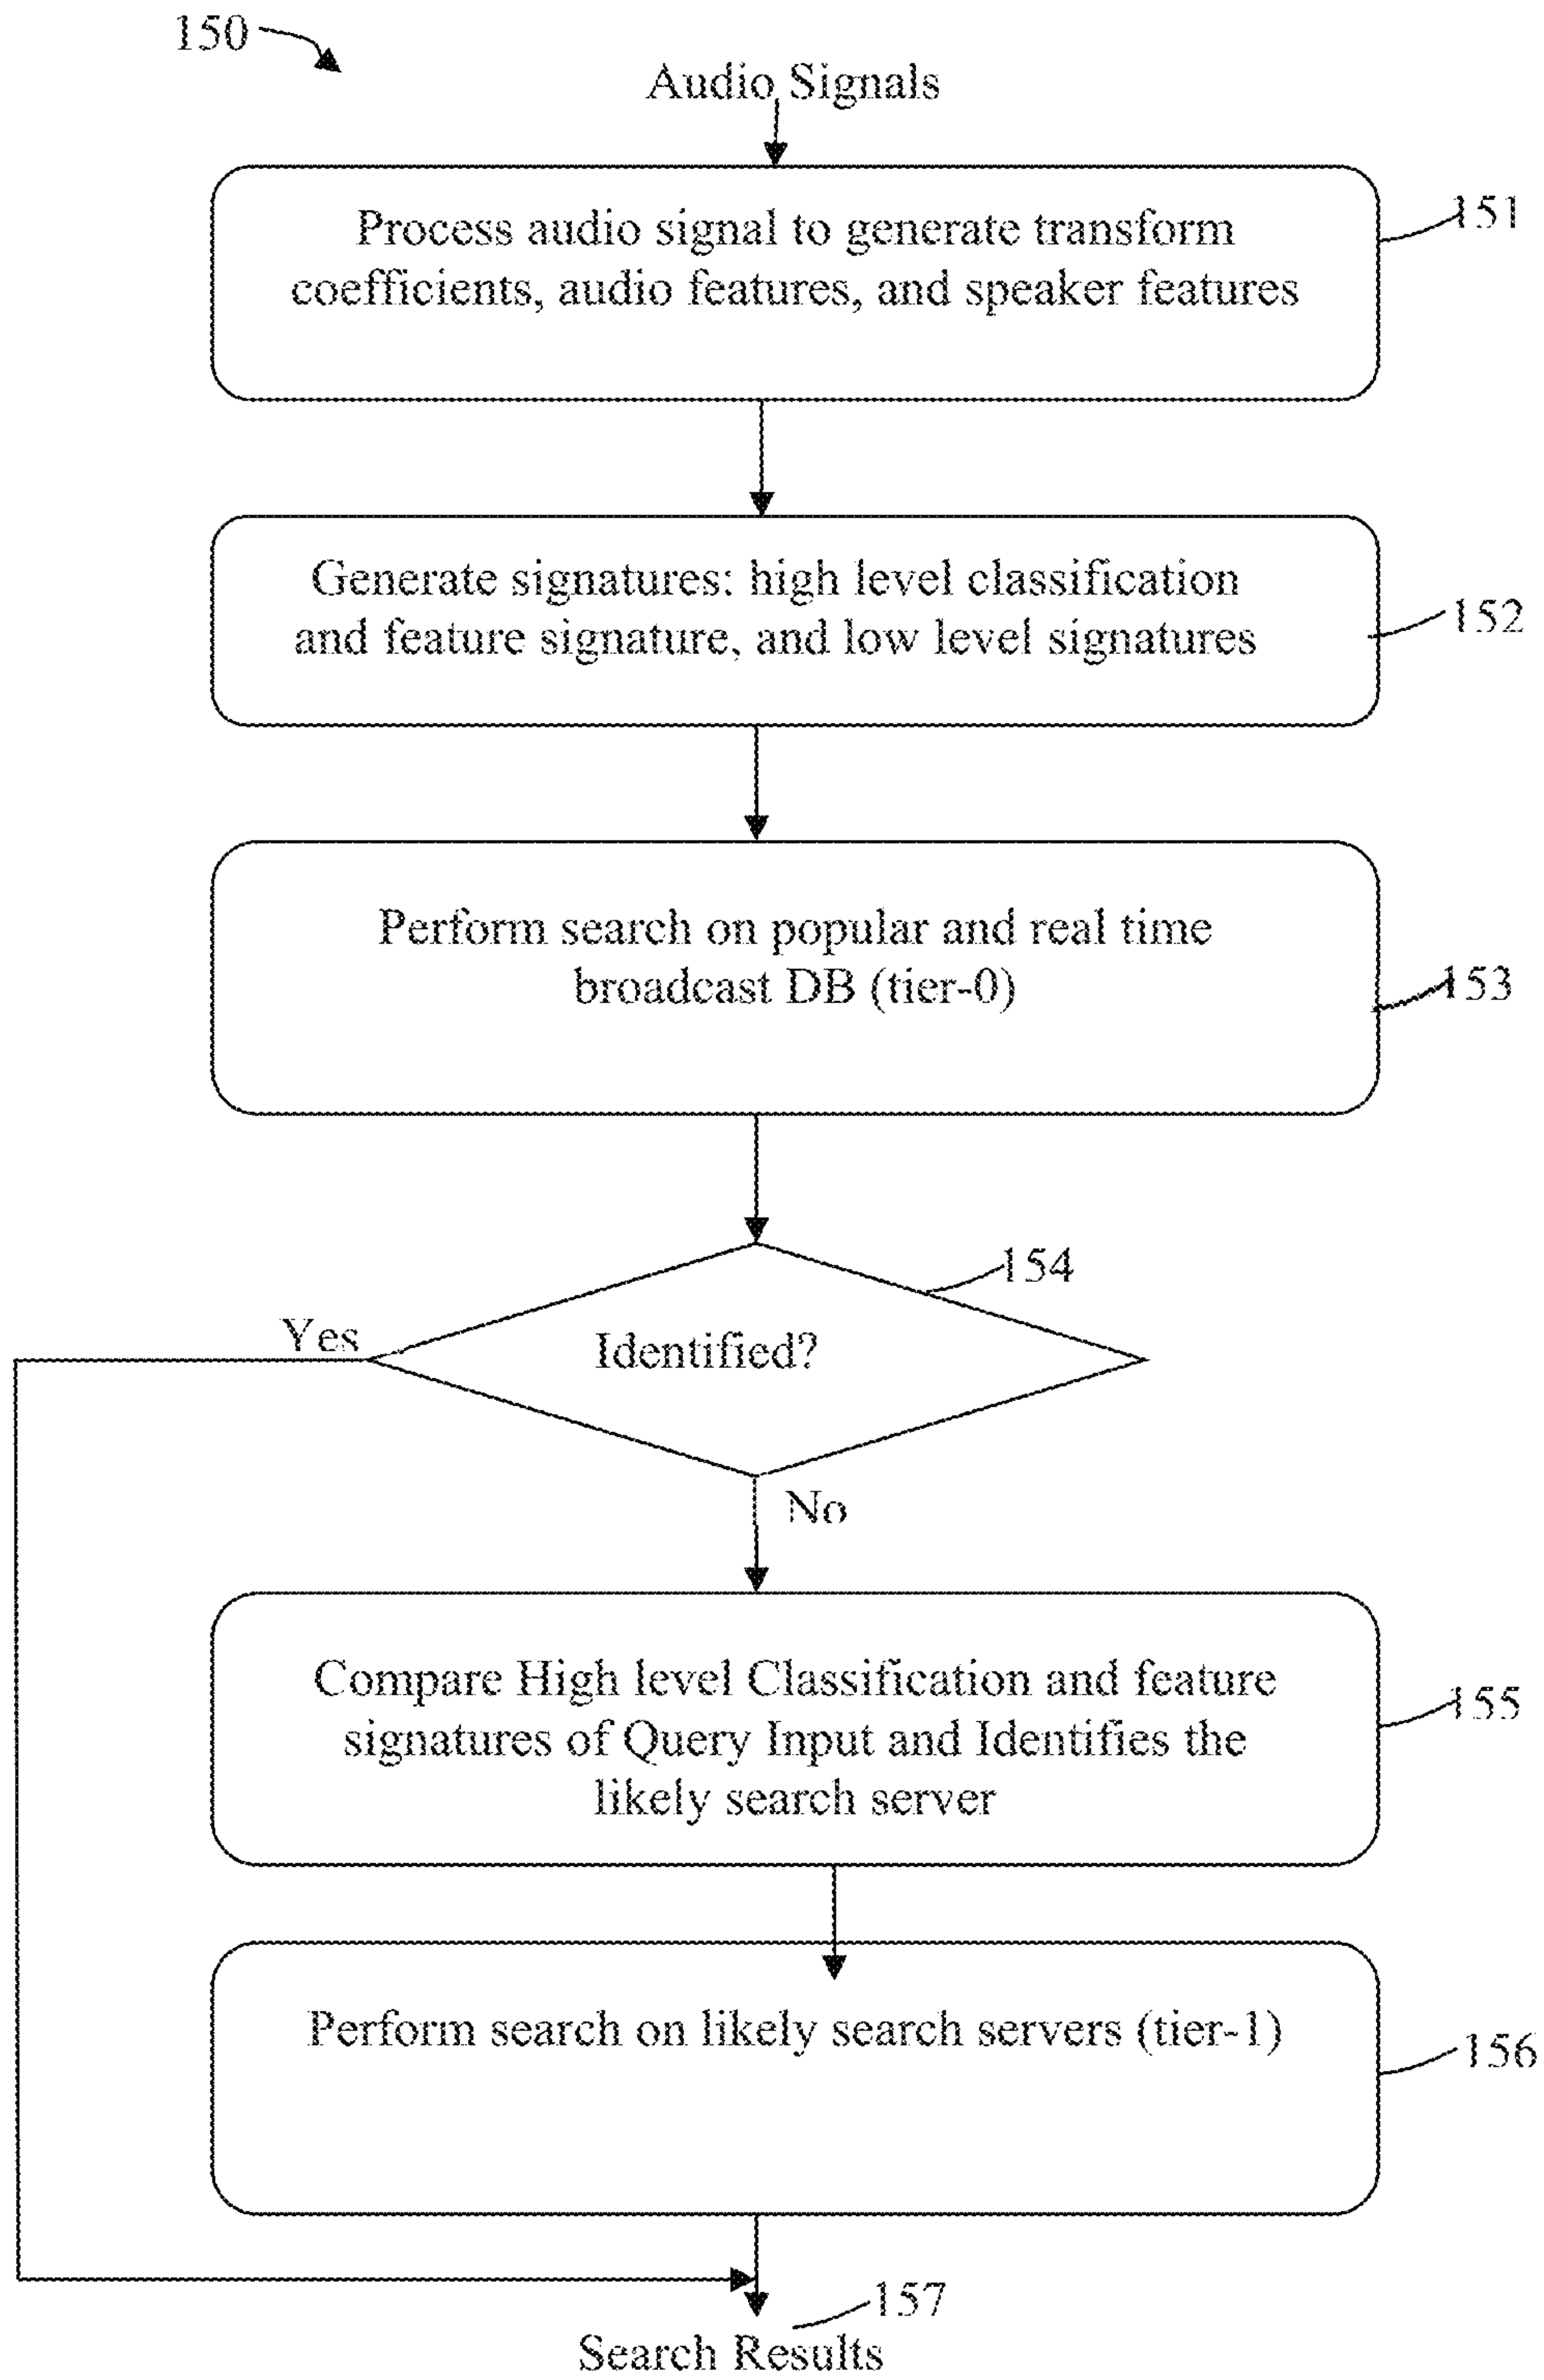 150
Audio Signals
Process audio signal to generate transform
coefficients, audio features, and speaker features
151
Generate signatures: high level classification
and feature signature, and low level signatures
152
Perform search on popular and real time
broadcast DB (tier-0)
153
154
Yes
Identified?
No
Compare High level Classification and feature
signatures of Query Input and Identifies the
likely search server
155
Perform search on likely search servers (tier-1)
156
157
Search Results